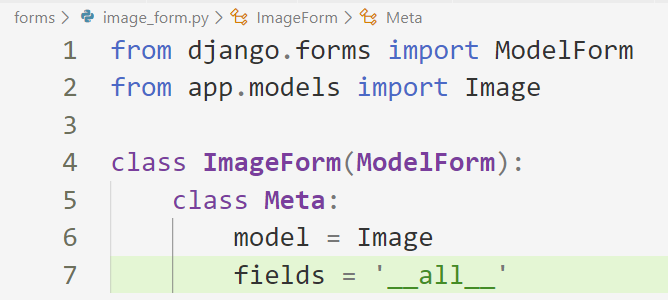 forms > image_form.py > ImageForm > Meta
1 from django.forms import ModelForm
2 from app.models import Image
3
4 class ImageForm(ModelForm):
5     class Meta:
6         model = Image
7         fields = '__all__'